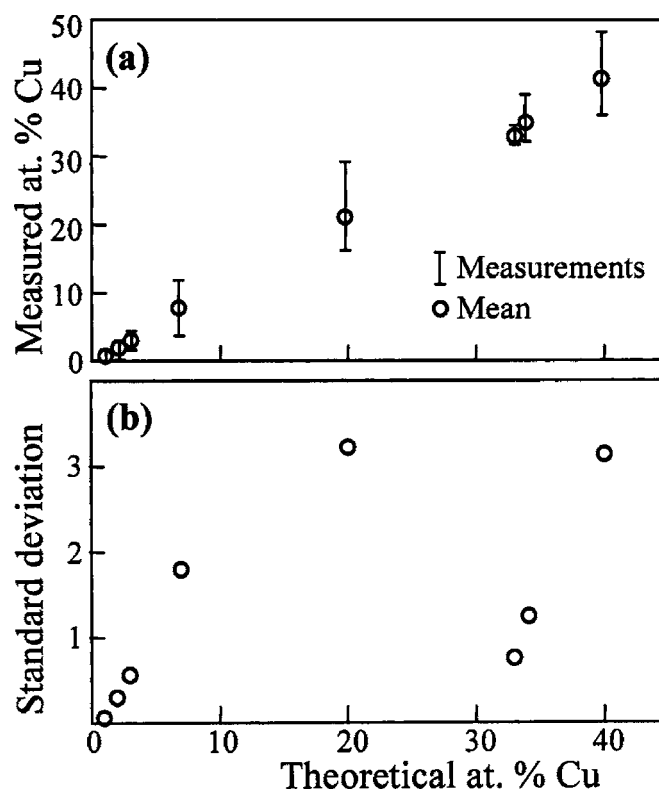 (a)
Measured at. % Cu
50
40
30
20
10
0
Measurements
Mean
(b)
Standard deviation
3
2
1
0 10 20 30 40
Theoretical at. % Cu